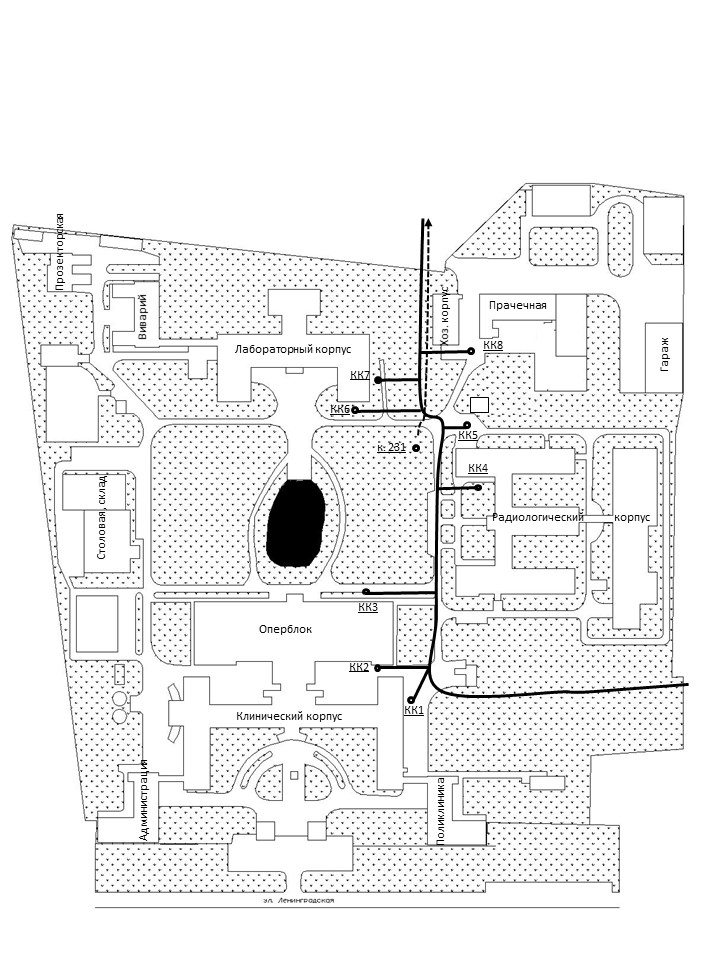 Прозекторская
Виварий
Хоз. корпус
Прачечная
Гараж
Лабораторный корпус
КК8
КК7
КК6
КК5
к. 231
КК4
Столовая, склад
Радиологический корпус
КК3
Оперблок
КК2
КК1
Клинический корпус
Администрация
Поликлиника
ул. Ленинградская